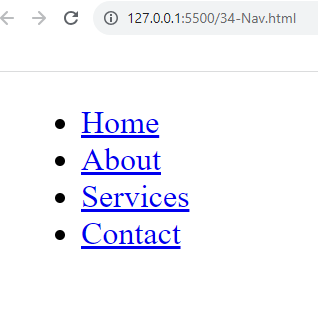 127.0.0.1:5500/34-Nav.html
Home
About
Services
Contact